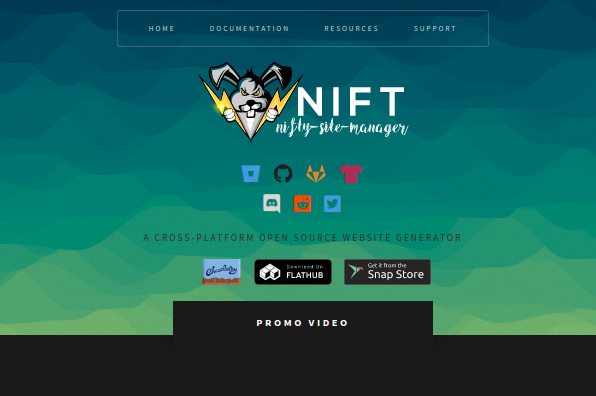 HOME DOCUMENTATION RESOURCES SUPPORT
NIFT
nifty-site-manager
A CROSS-PLATFORM OPEN SOURCE WEBSITE GENERATOR
Chocolatey
Download On
FLATHUB
Get it from the
Snap Store
PROMO VIDEO